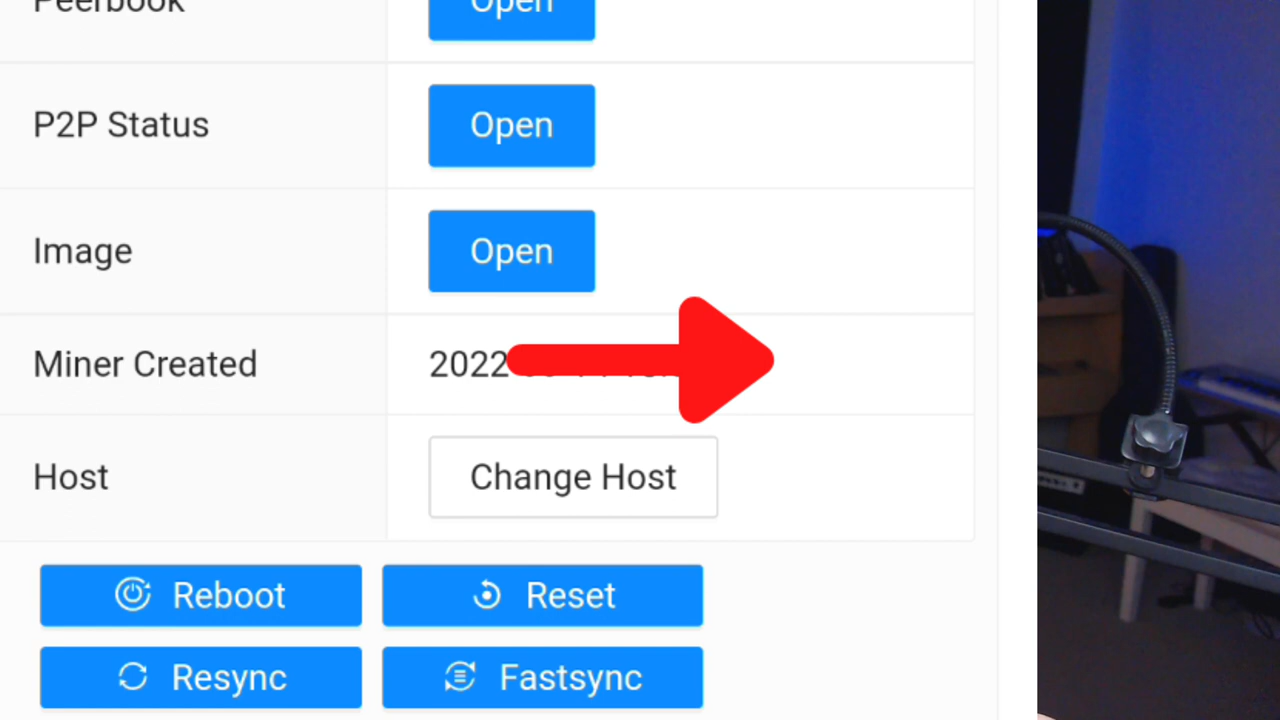 Peerbook Open
P2P Status Open
Image Open
Miner Created 2022
Host Change Host
Reboot Reset
Resync Fastsync